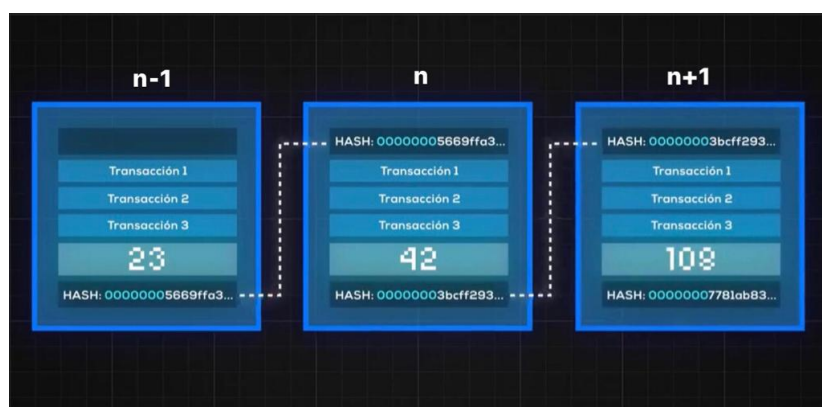 n-1
Transacción 1
Transacción 2
Transacción 3
23
HASH: 00000005669ffa3...
n
HASH: 00000005669ffa3...
Transacción 1
Transacción 2
Transacción 3
42
HASH: 00000003bcff293...
n+1
HASH: 00000003bcff293...
Transacción 1
Transacción 2
Transacción 3
108
HASH: 00000007781ab83...